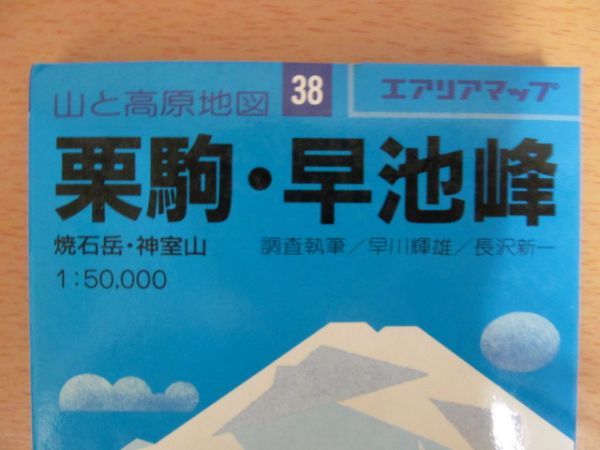 山と高原地図 38 エアリアマップ
栗駒・早池峰
焼石岳・神室山 調査執筆／早川輝雄／長沢新一
1:50,000